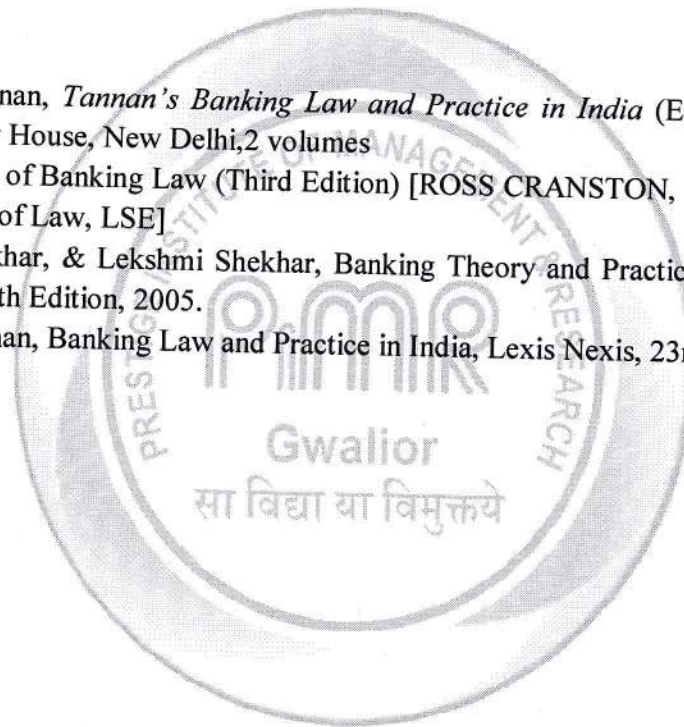 nan, Tannan's Banking Law and Practice in India (E
House, New Delhi,2 volumes
of Banking Law (Third Edition) [ROSS CRANSTON,
of Law, LSE]
khar, & Lekshmi Shekhar, Banking Theory and Practic
th Edition, 2005.
nan, Banking Law and Practice in India, Lexis Nexis, 23r
PRESTIGE INSTITUTE OF MANAGEMENT & RESEARCH
PiMR
Gwalior
सा विद्या या विमुक्तये